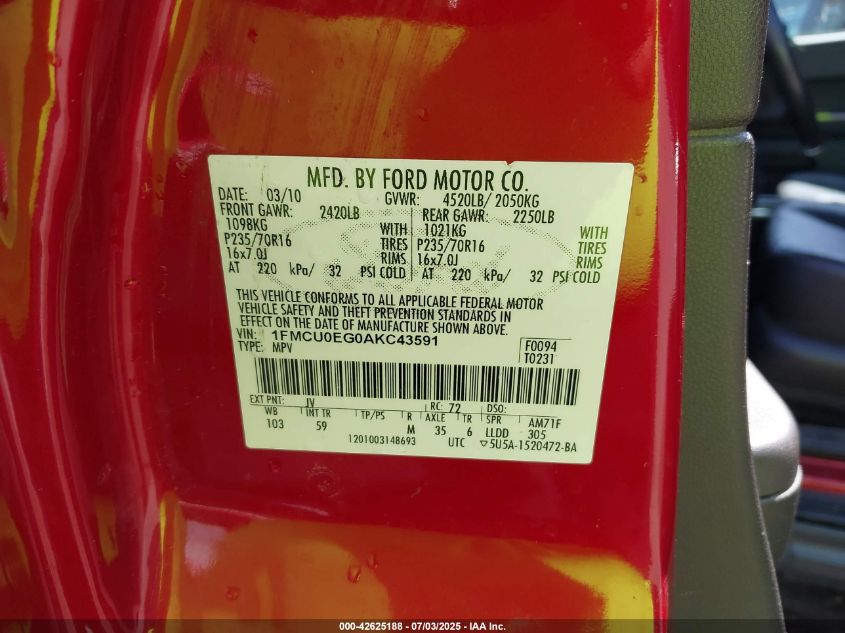 MFD. BY FORD MOTOR CO.
DATE: 03/10 GVWR: 4520LB/ 2050KG
FRONT GAWR: 2420LB REAR GAWR: 2250LB
1098KG WITH 1021KG WITH
P235/70R16 TIRES P235/70R16 TIRES
16x7.0J RIMS 16x7.0J RIMS
AT 220 kPa/ 32 PSI COLD AT 220 kPa/ 32 PSI COLD
THIS VEHICLE CONFORMS TO ALL APPLICABLE FEDERAL MOTOR
VEHICLE SAFETY AND THEFT PREVENTION STANDARDS IN
EFFECT ON THE DATE OF MANUFACTURE SHOWN ABOVE.
VIN: 1FMCU0EG0AKC43591 F0094
TYPE: MPV T0231
EXT PNT: JV RC: 72 DSO:
WB INT TR TP/PS R AXLE TR SPR AM71F
103 59 M 35 6 LLDD 305
1201003148693 UTC ▽5U5A-1520472-BA
000-42625188 - 07/03/2025 - IAA Inc.